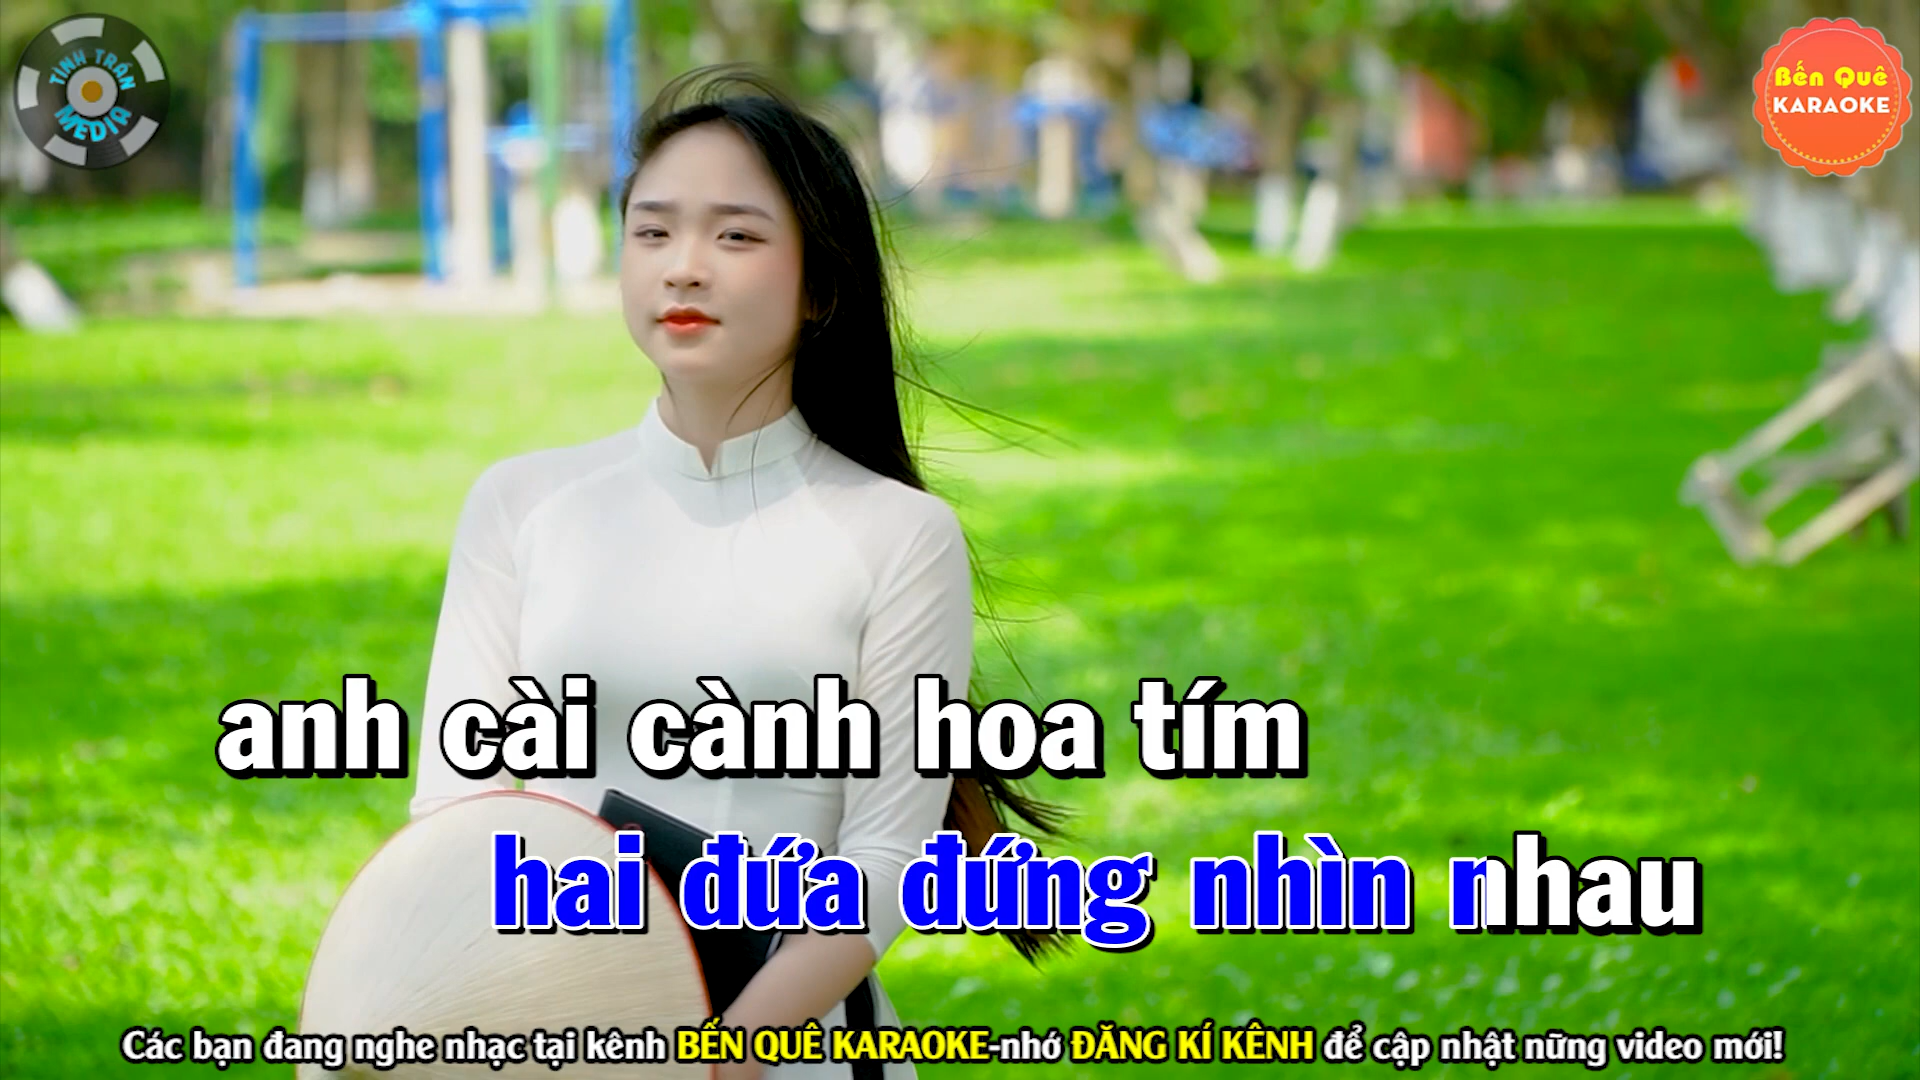 TÌNH TRẦN
MEDIA
Bến Quê
KARAOKE
anh cài cành hoa tím
hai đứa đứng nhìn nhau
Các bạn đang nghe nhạc tại kênh BẾN QUÊ KARAOKE-nhớ ĐĂNG KÍ KÊNH để cập nhật nững video mới!